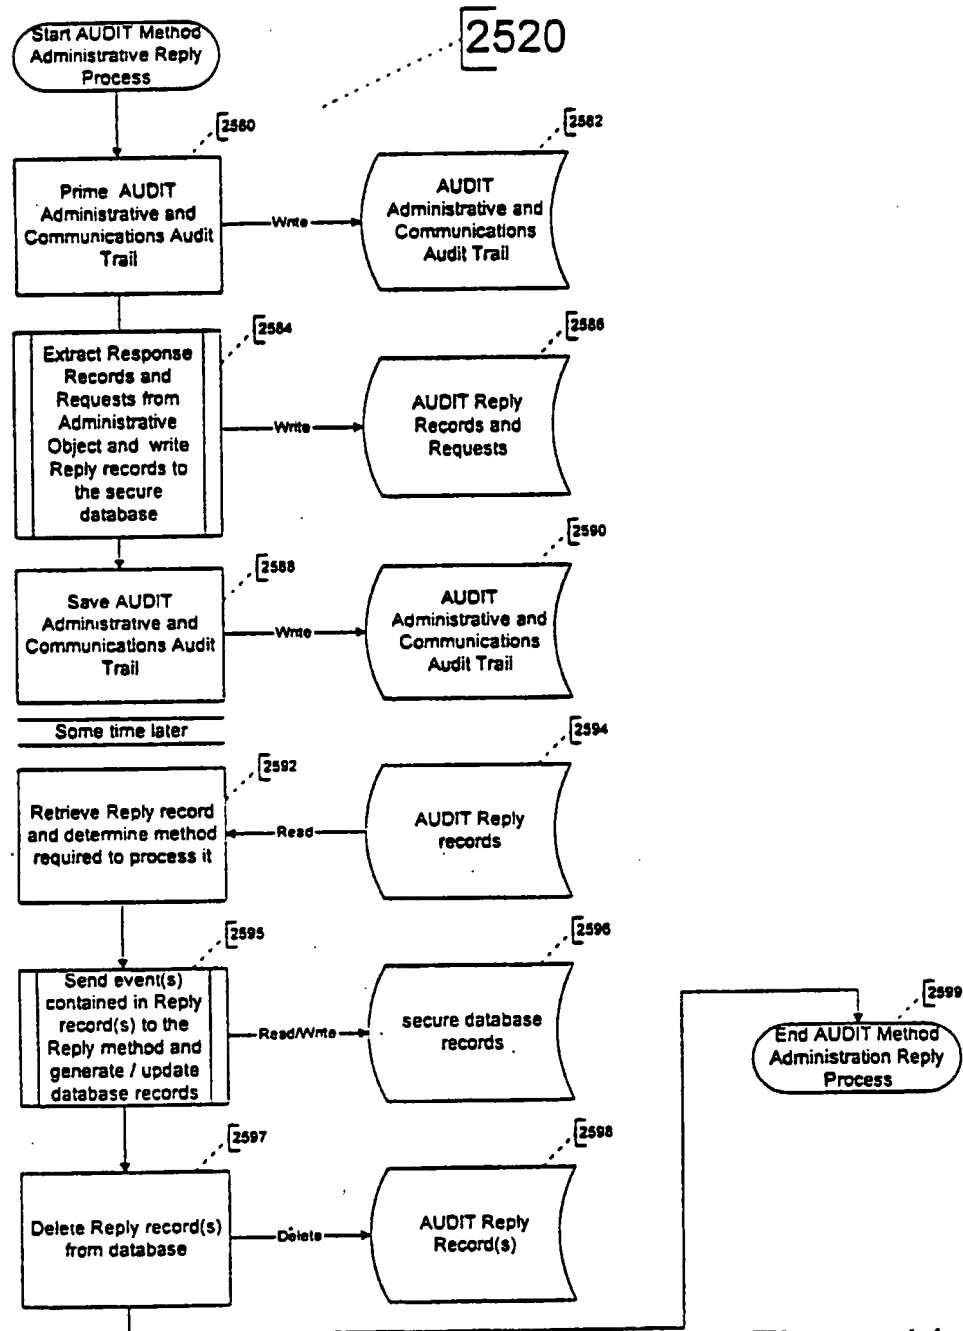 Start AUDIT Method
Administrative Reply
Process
2520
2580
Prime AUDIT
Administrative and
Communications Audit
Trail
Write
2582
AUDIT
Administrative and
Communications
Audit Trail
2584
Extract Response
Records and
Requests from
Administrative
Object and write
Reply records to
the secure
database
Write
2586
AUDIT Reply
Records and
Requests
2588
Save AUDIT
Administrative and
Communications Audit
Trail
Write
2590
AUDIT
Administrative and
Communications
Audit Trail
Some time later
2592
Retrieve Reply record
and determine method
required to process it
Read
2594
AUDIT Reply
records
2595
Send event(s)
contained in Reply
record(s) to the
Reply method and
generate / update
database records
Read/Write
2596
secure database
records
2599
End AUDIT Method
Administration Reply
Process
2597
Delete Reply record(s)
from database
Delete
2598
AUDIT Reply
Record(s)